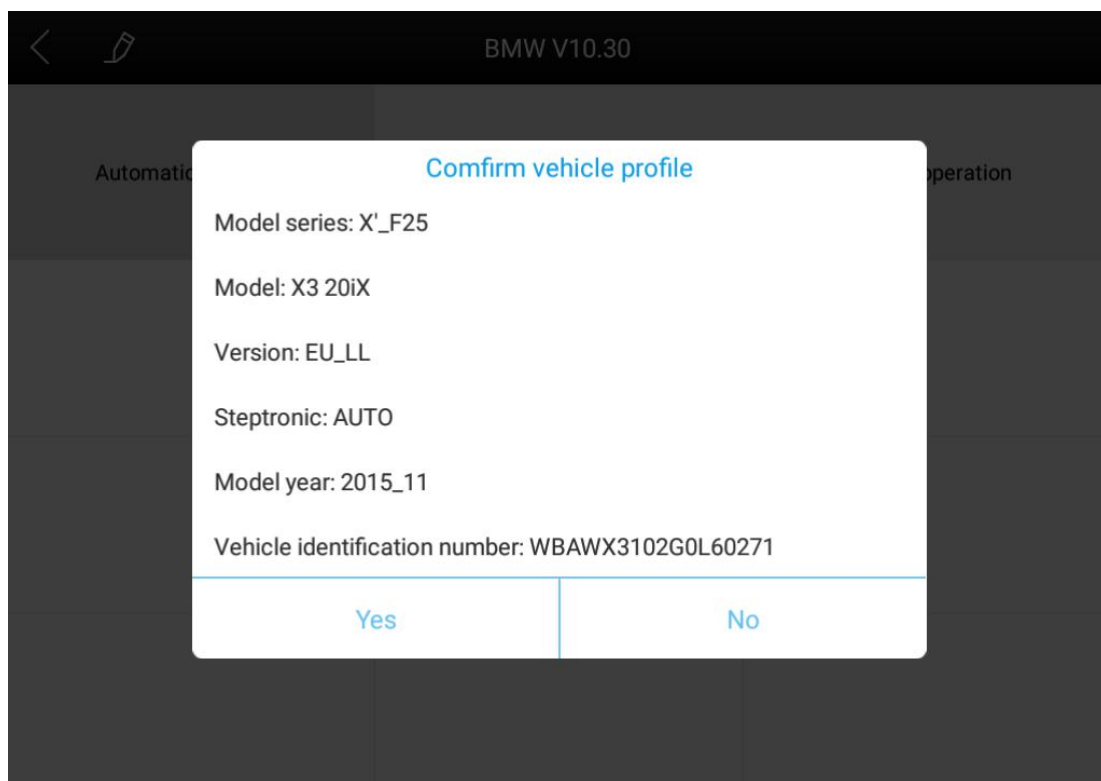 BMW V10.30
Automatic
Comfirm vehicle profile
operation
Model series: X'_F25
Model: X3 20iX
Version: EU_LL
Steptronic: AUTO
Model year: 2015_11
Vehicle identification number: WBAWX3102G0L60271
Yes
No